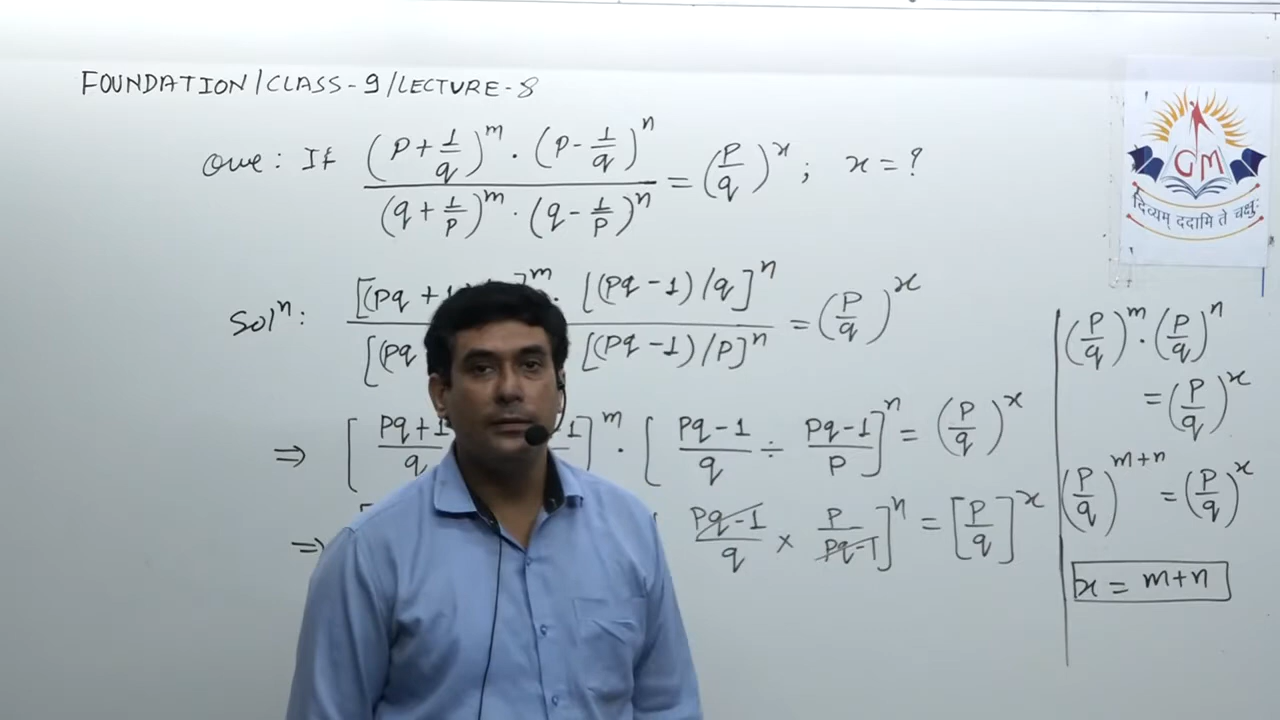 FOUNDATION/CLASS-9/LECTURE-8
Que: If (P+1/q)^m · (P-1/q)^n / (q+1/P)^m · (q-1/P)^n = (P/q)^x ; x = ?
GM
दिव्यम् ददामि ते चक्षुः
Sol^n: [(Pq + ]^m · [(Pq-1)/q]^n / [(Pq [(Pq-1)/P]^n = (P/q)^x
⇒ [ Pq+1/q -1 ]^m · [ Pq-1/q ÷ Pq-1/P ]^n = (P/q)^x
⇒ Pq-1/q × P/Pq-1 ]^n = [P/q]^x
(P/q)^m · (P/q)^n
= (P/q)^x
(P/q)^m+n = (P/q)^x
x = m+n